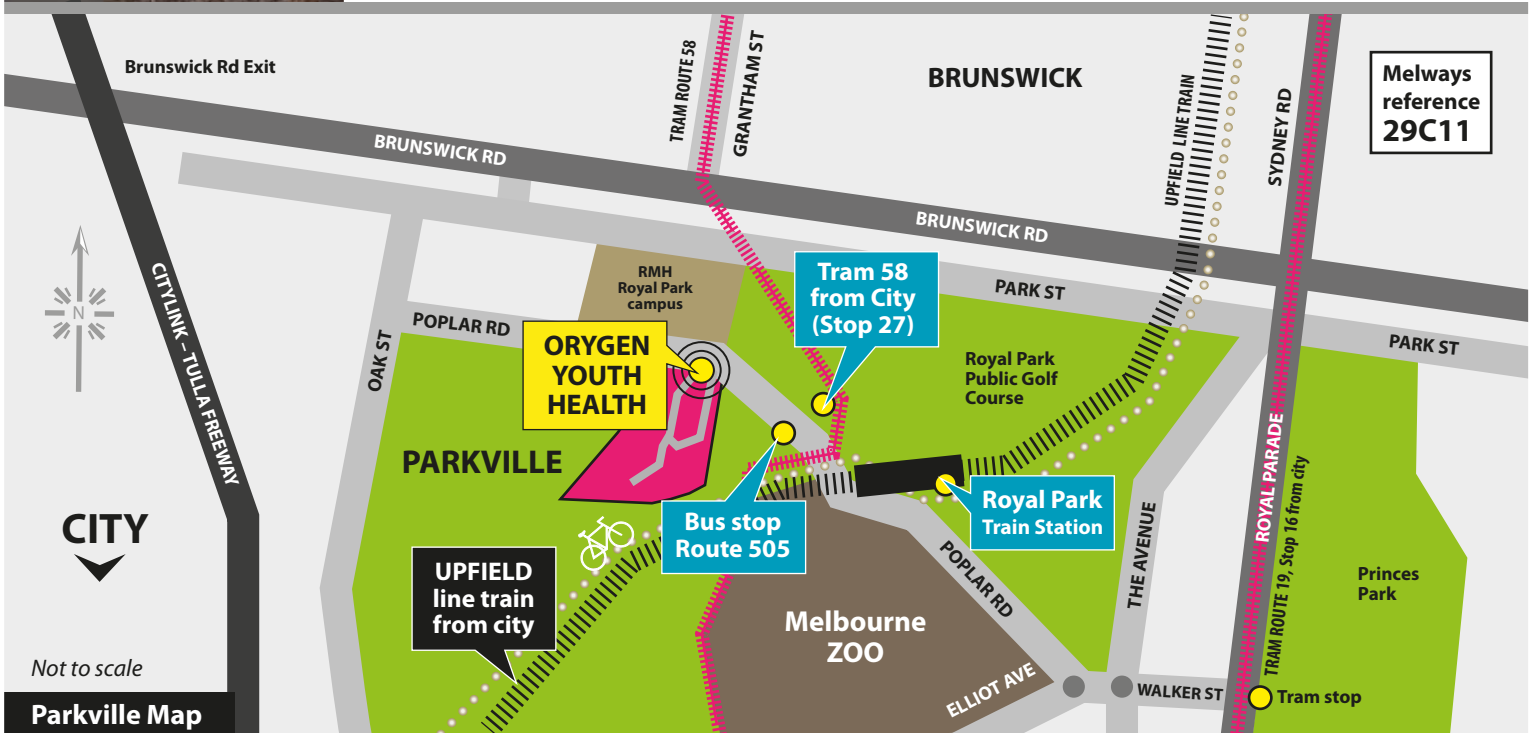 Brunswick Rd Exit
TRAM ROUTE 58
GRANTHAM ST
BRUNSWICK
UPFIELD LINE TRAIN
SYDNEY RD
Melways
reference
29C11
BRUNSWICK RD
BRUNSWICK RD
CITYLINK – TULLA FREEWAY
N
RMH
Royal Park
campus
Tram 58
from City
(Stop 27)
PARK ST
PARK ST
POPLAR RD
OAK ST
ORYGEN
YOUTH
HEALTH
Royal Park
Public Golf
Course
PARKVILLE
ROYAL PARADE
TRAM ROUTE 19, Stop 16 from city
CITY
Bus stop
Route 505
Royal Park
Train Station
UPFIELD
line train
from city
POPLAR RD
THE AVENUE
Princes
Park
Melbourne
ZOO
ELLIOT AVE
WALKER ST
Tram stop
Not to scale
Parkville Map